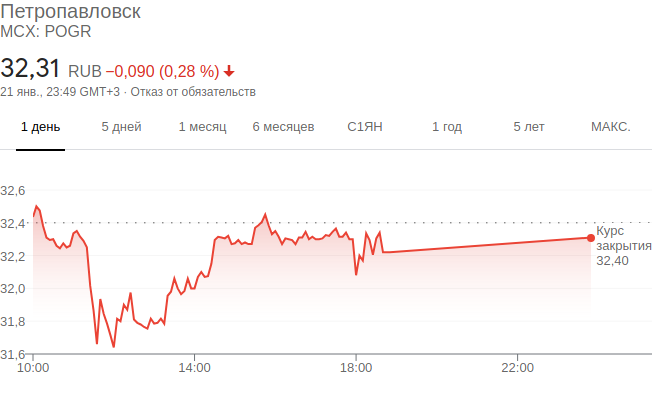 Петропавловск
MCX: POGR
32,31 RUB −0,090 (0,28 %)
21 янв., 23:49 GMT+3 · Отказ от обязательств
1 день 5 дней 1 месяц 6 месяцев С1ЯН 1 год 5 лет МАКС.
32,6
32,4
Курс
закрытия
32,40
32,2
32,0
31,8
31,6
10:00 14:00 18:00 22:00